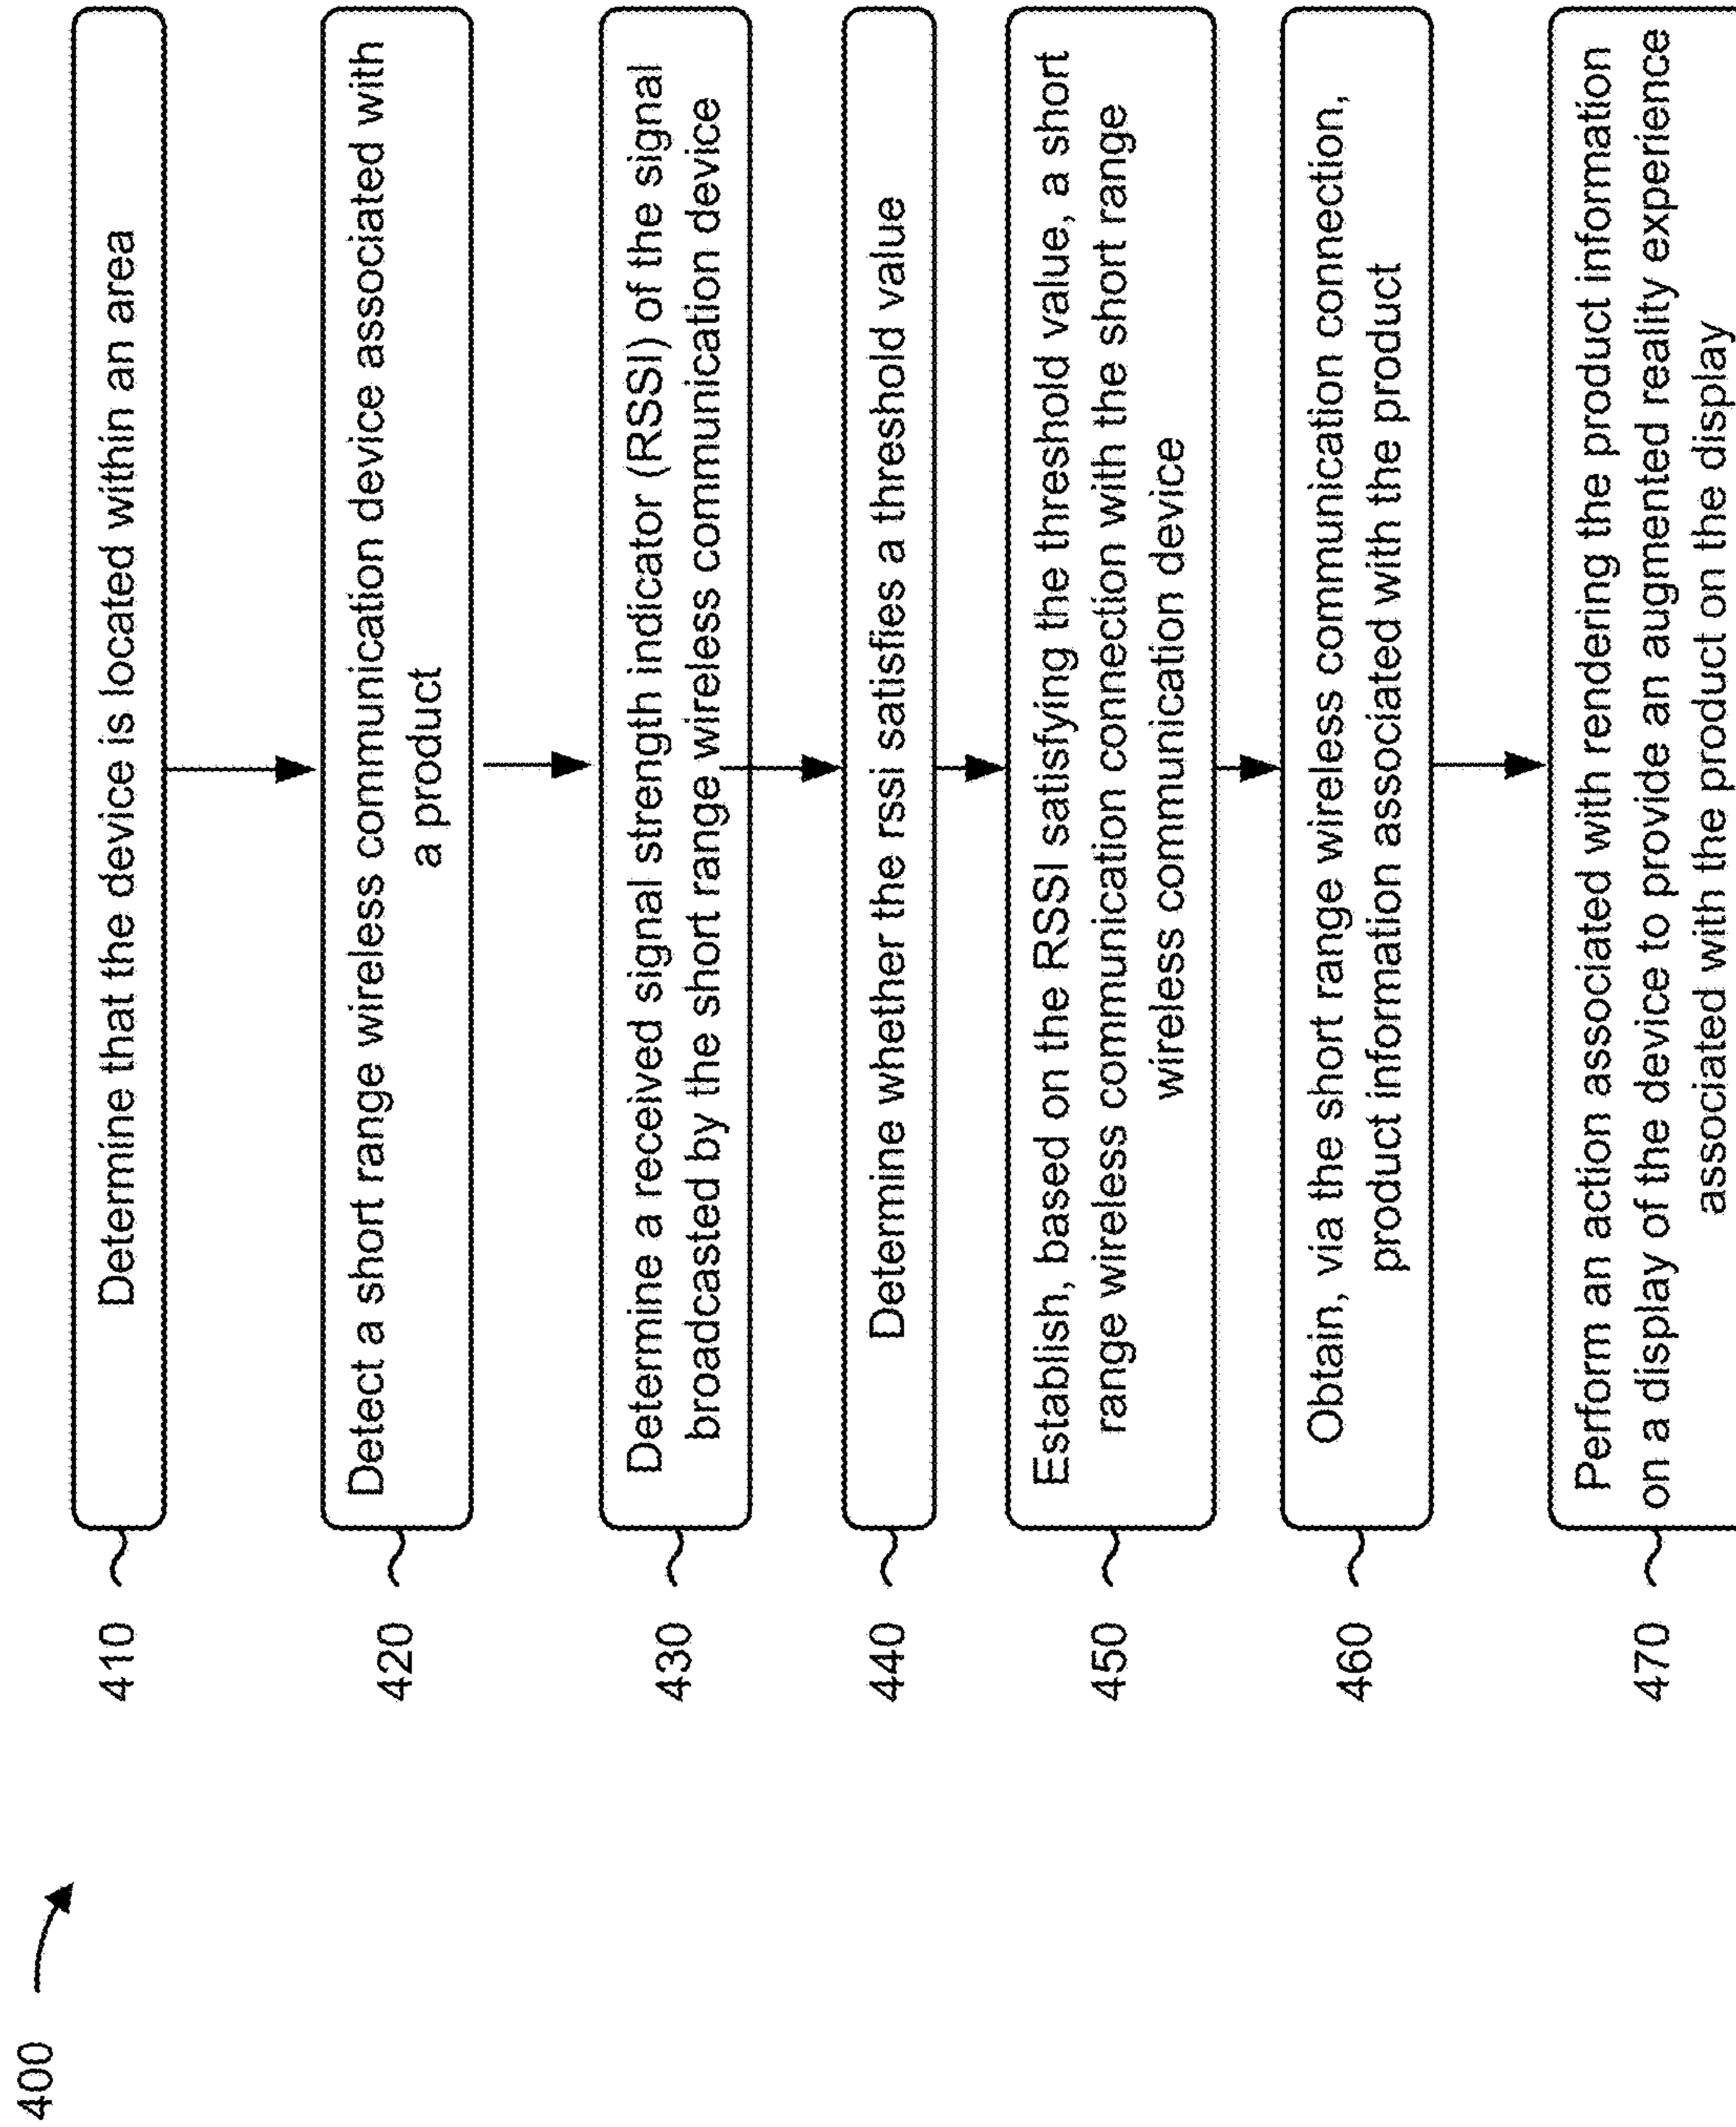 400
410
Determine that the device is located within an area
420
Detect a short range wireless communication device associated with
a product
430
Determine a received signal strength indicator (RSSI) of the signal
broadcasted by the short range wireless communication device
440
Determine whether the rssi satisfies a threshold value
450
Establish, based on the RSSI satisfying the threshold value, a short
range wireless communication connection with the short range
wireless communication device
460
Obtain, via the short range wireless communication connection,
product information associated with the product
470
Perform an action associated with rendering the product information
on a display of the device to provide an augmented reality experience
associated with the product on the display